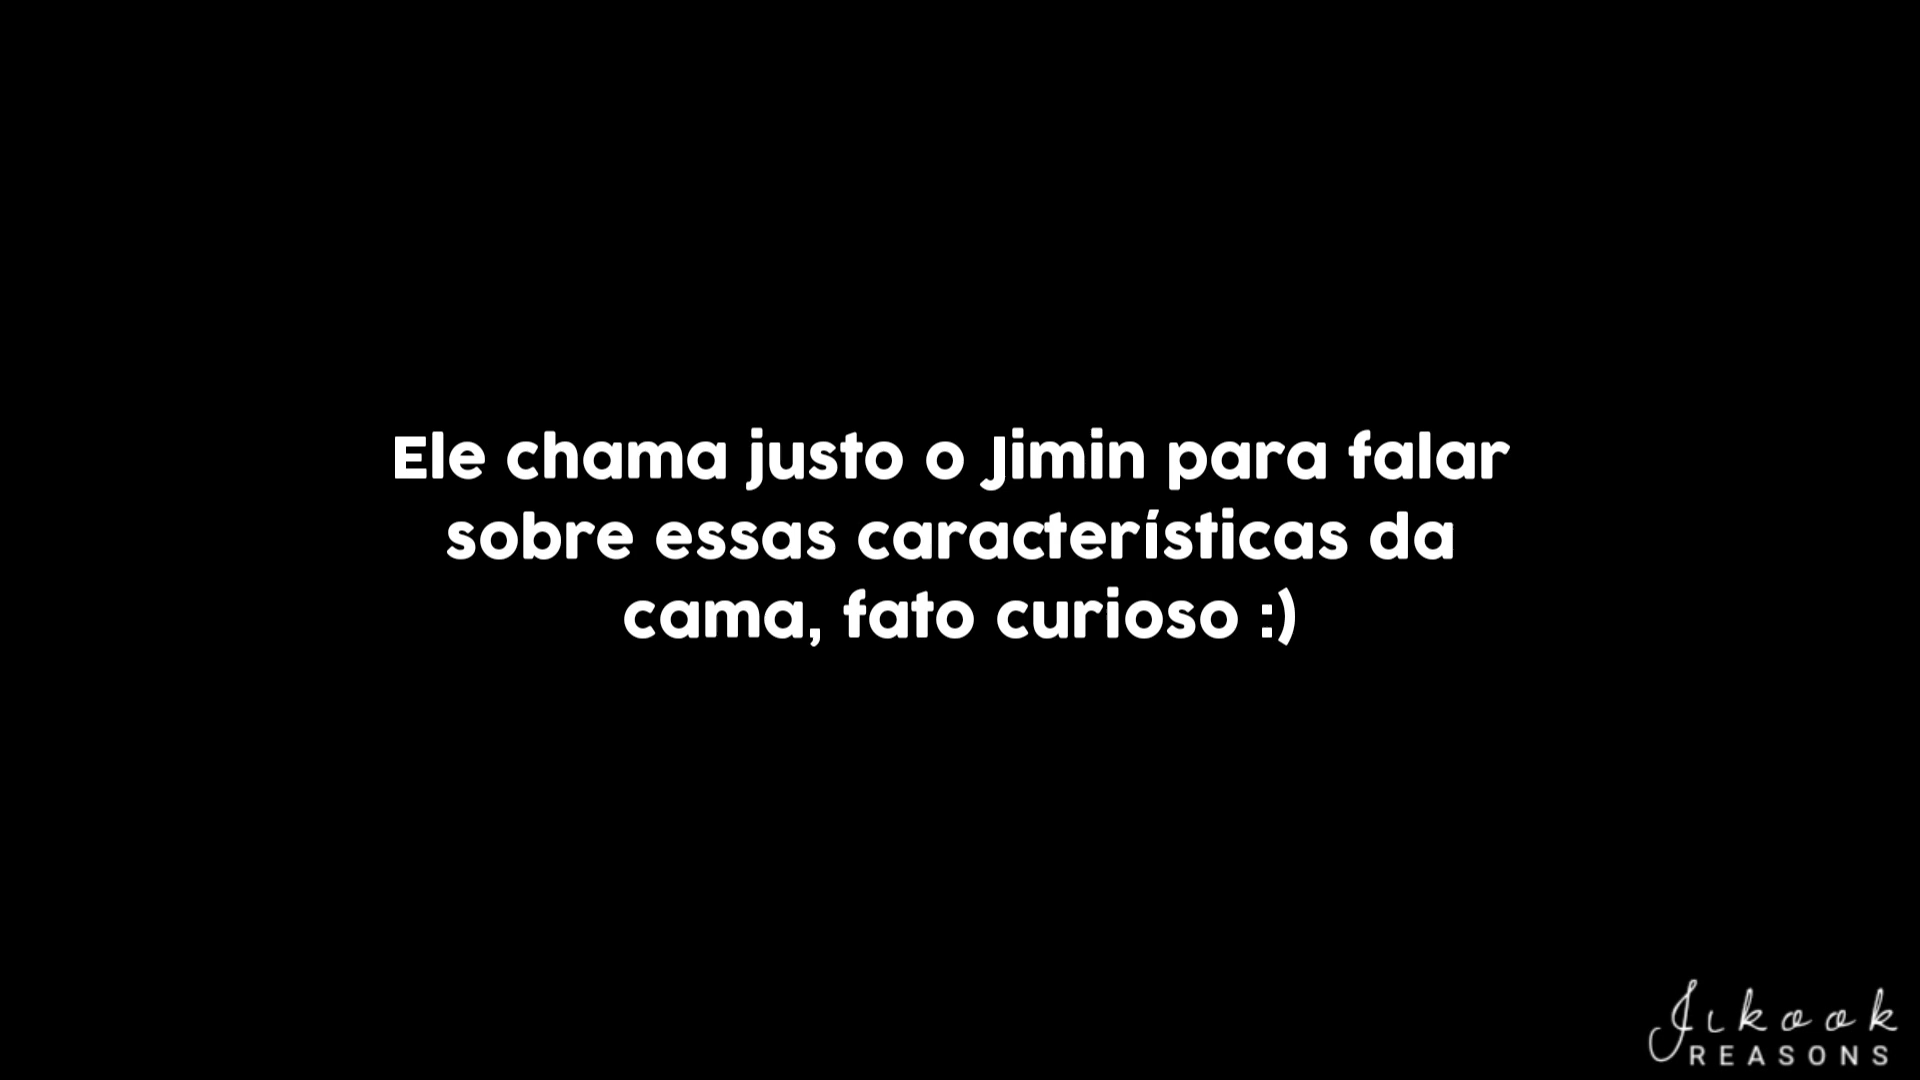 Ele chama justo o Jimin para falar
sobre essas características da
cama, fato curioso :)
Jikook
REASONS